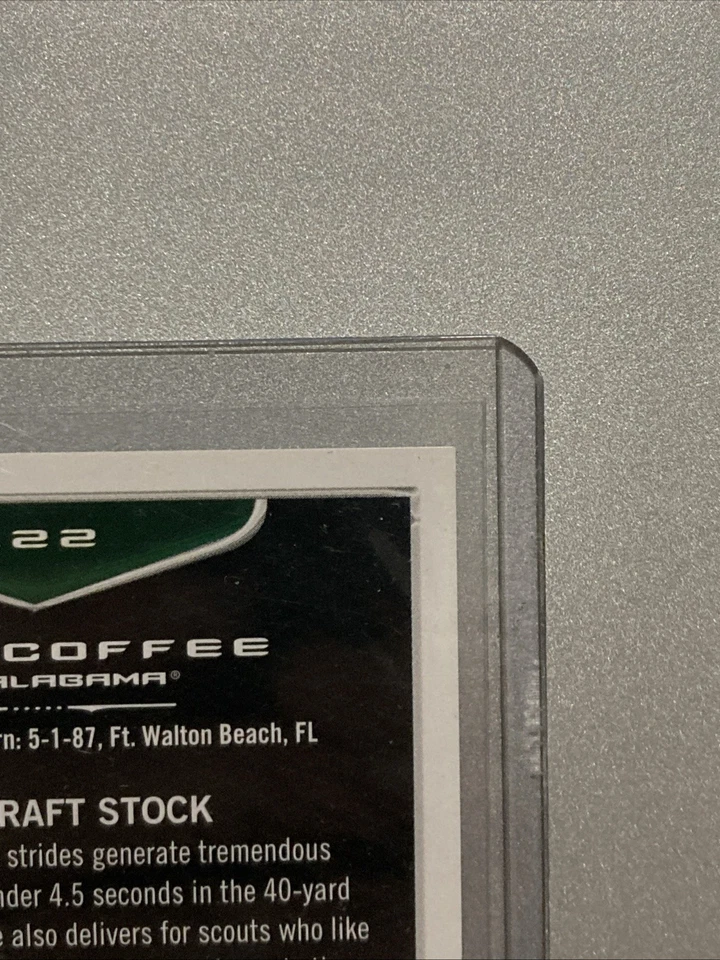 22
COFFEE
ALABAMA®
rn: 5-1-87, Ft. Walton Beach, FL
RAFT STOCK
strides generate tremendous
nder 4.5 seconds in the 40-yard
e also delivers for scouts who like